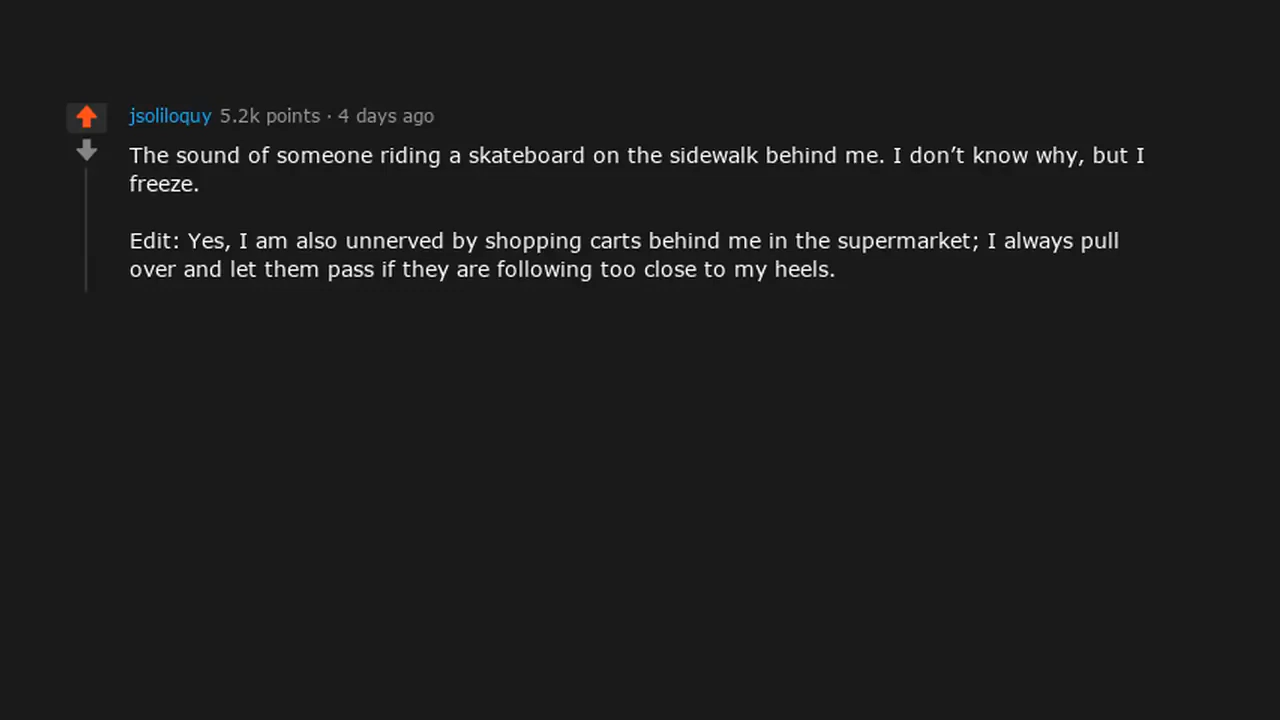 jsoliloquy 5.2k points · 4 days ago
The sound of someone riding a skateboard on the sidewalk behind me. I don’t know why, but I
freeze.
Edit: Yes, I am also unnerved by shopping carts behind me in the supermarket; I always pull
over and let them pass if they are following too close to my heels.